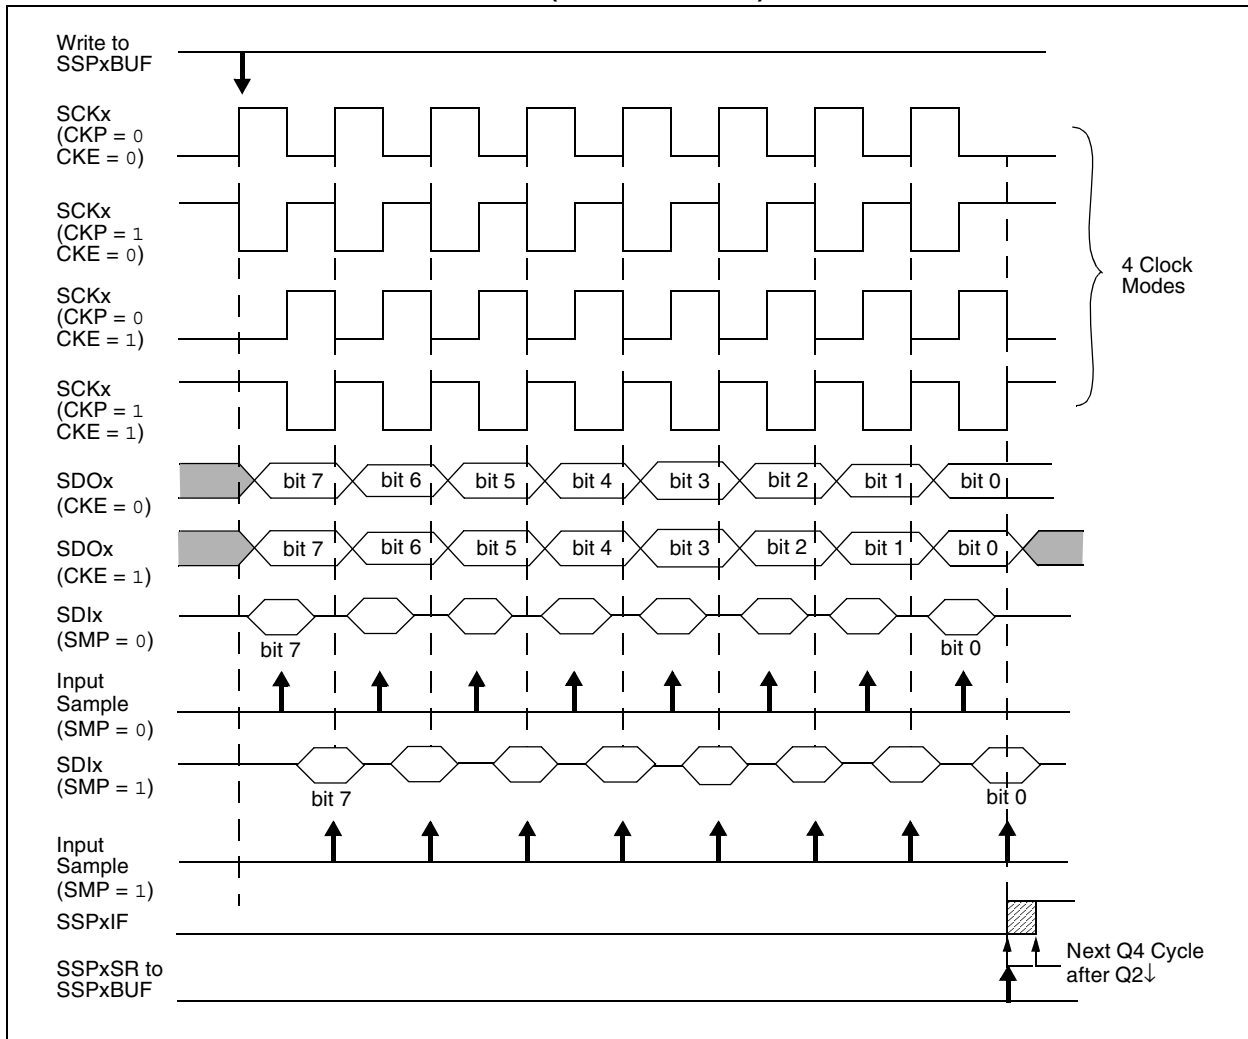 Write to
SSPxBUF
SCKx
(CKP = 0
CKE = 0)
SCKx
(CKP = 1
CKE = 0)
SCKx
(CKP = 0
CKE = 1)
SCKx
(CKP = 1
CKE = 1)
4 Clock
Modes
SDOx
(CKE = 0)
bit 7 bit 6 bit 5 bit 4 bit 3 bit 2 bit 1 bit 0
SDOx
(CKE = 1)
bit 7 bit 6 bit 5 bit 4 bit 3 bit 2 bit 1 bit 0
SDIx
(SMP = 0)
bit 7 bit 0
Input
Sample
(SMP = 0)
SDIx
(SMP = 1)
bit 7 bit 0
Input
Sample
(SMP = 1)
SSPxIF
SSPxSR to
SSPxBUF
Next Q4 Cycle
after Q2↓